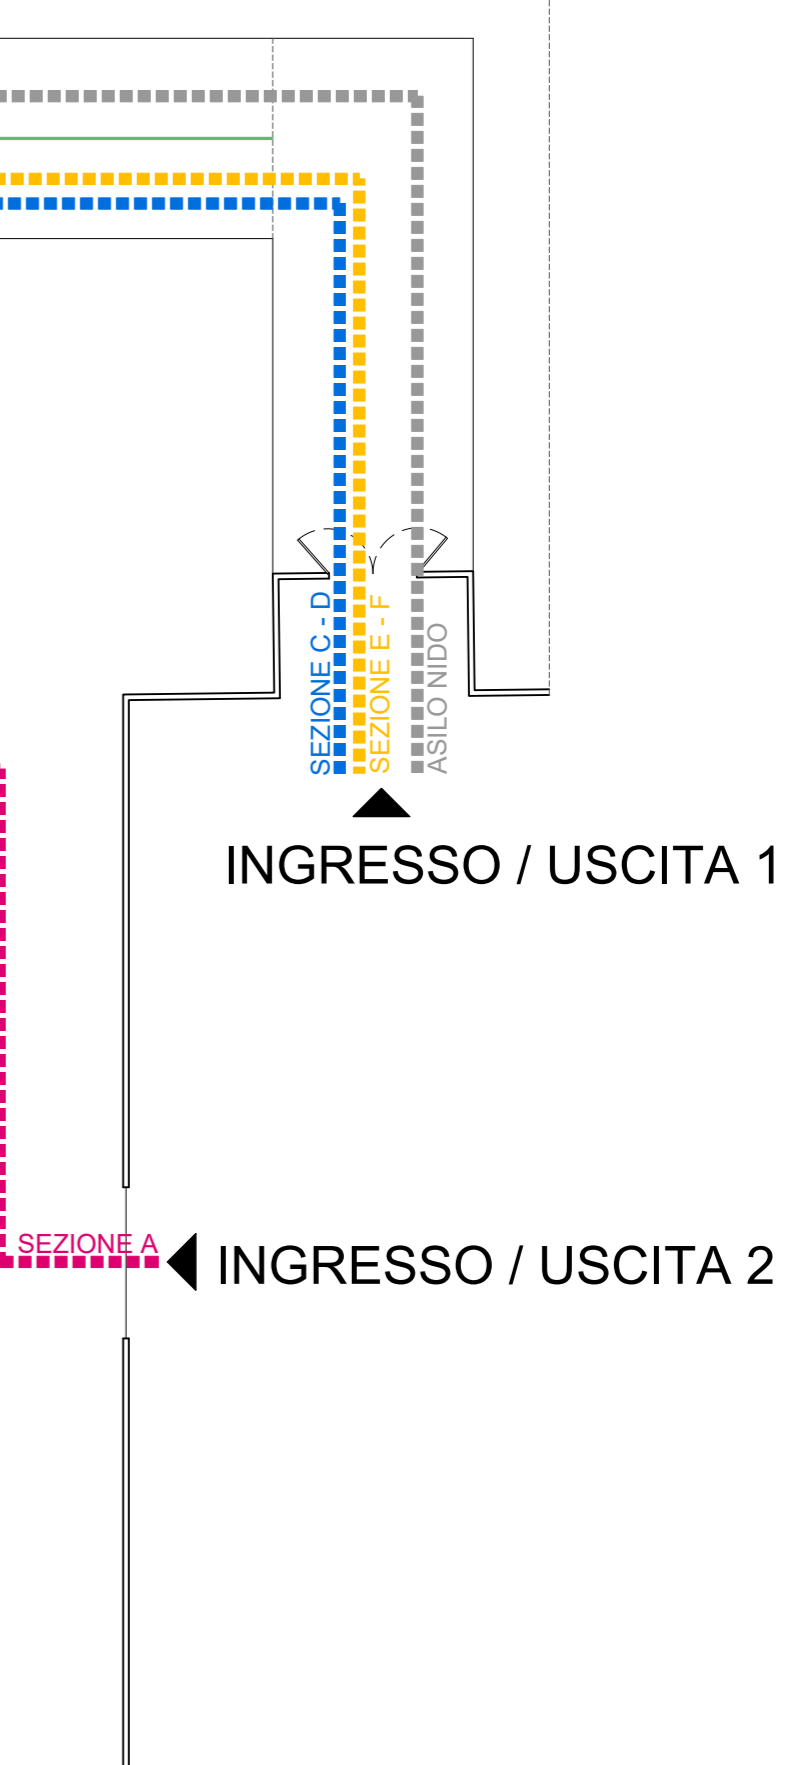 SEZIONE C - D
SEZIONE E - F
ASILO NIDO
INGRESSO / USCITA 1
SEZIONE A
INGRESSO / USCITA 2